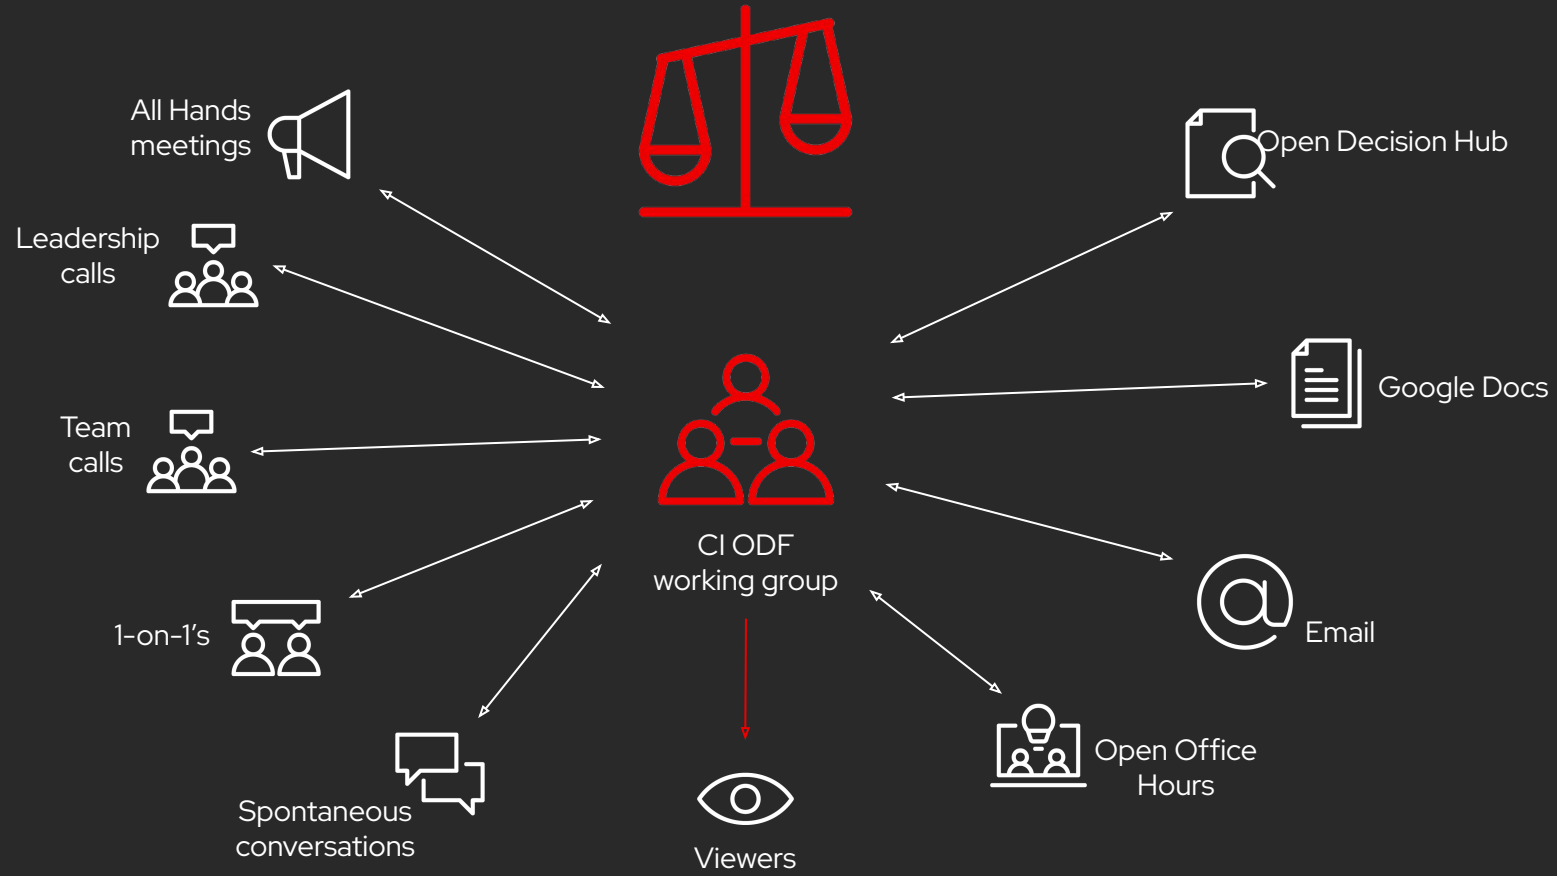 All Hands
meetings
Open Decision Hub
Leadership
calls
Google Docs
Team
calls
CI ODF
working group
1-on-1’s
Email
Open Office
Hours
Spontaneous
conversations
Viewers